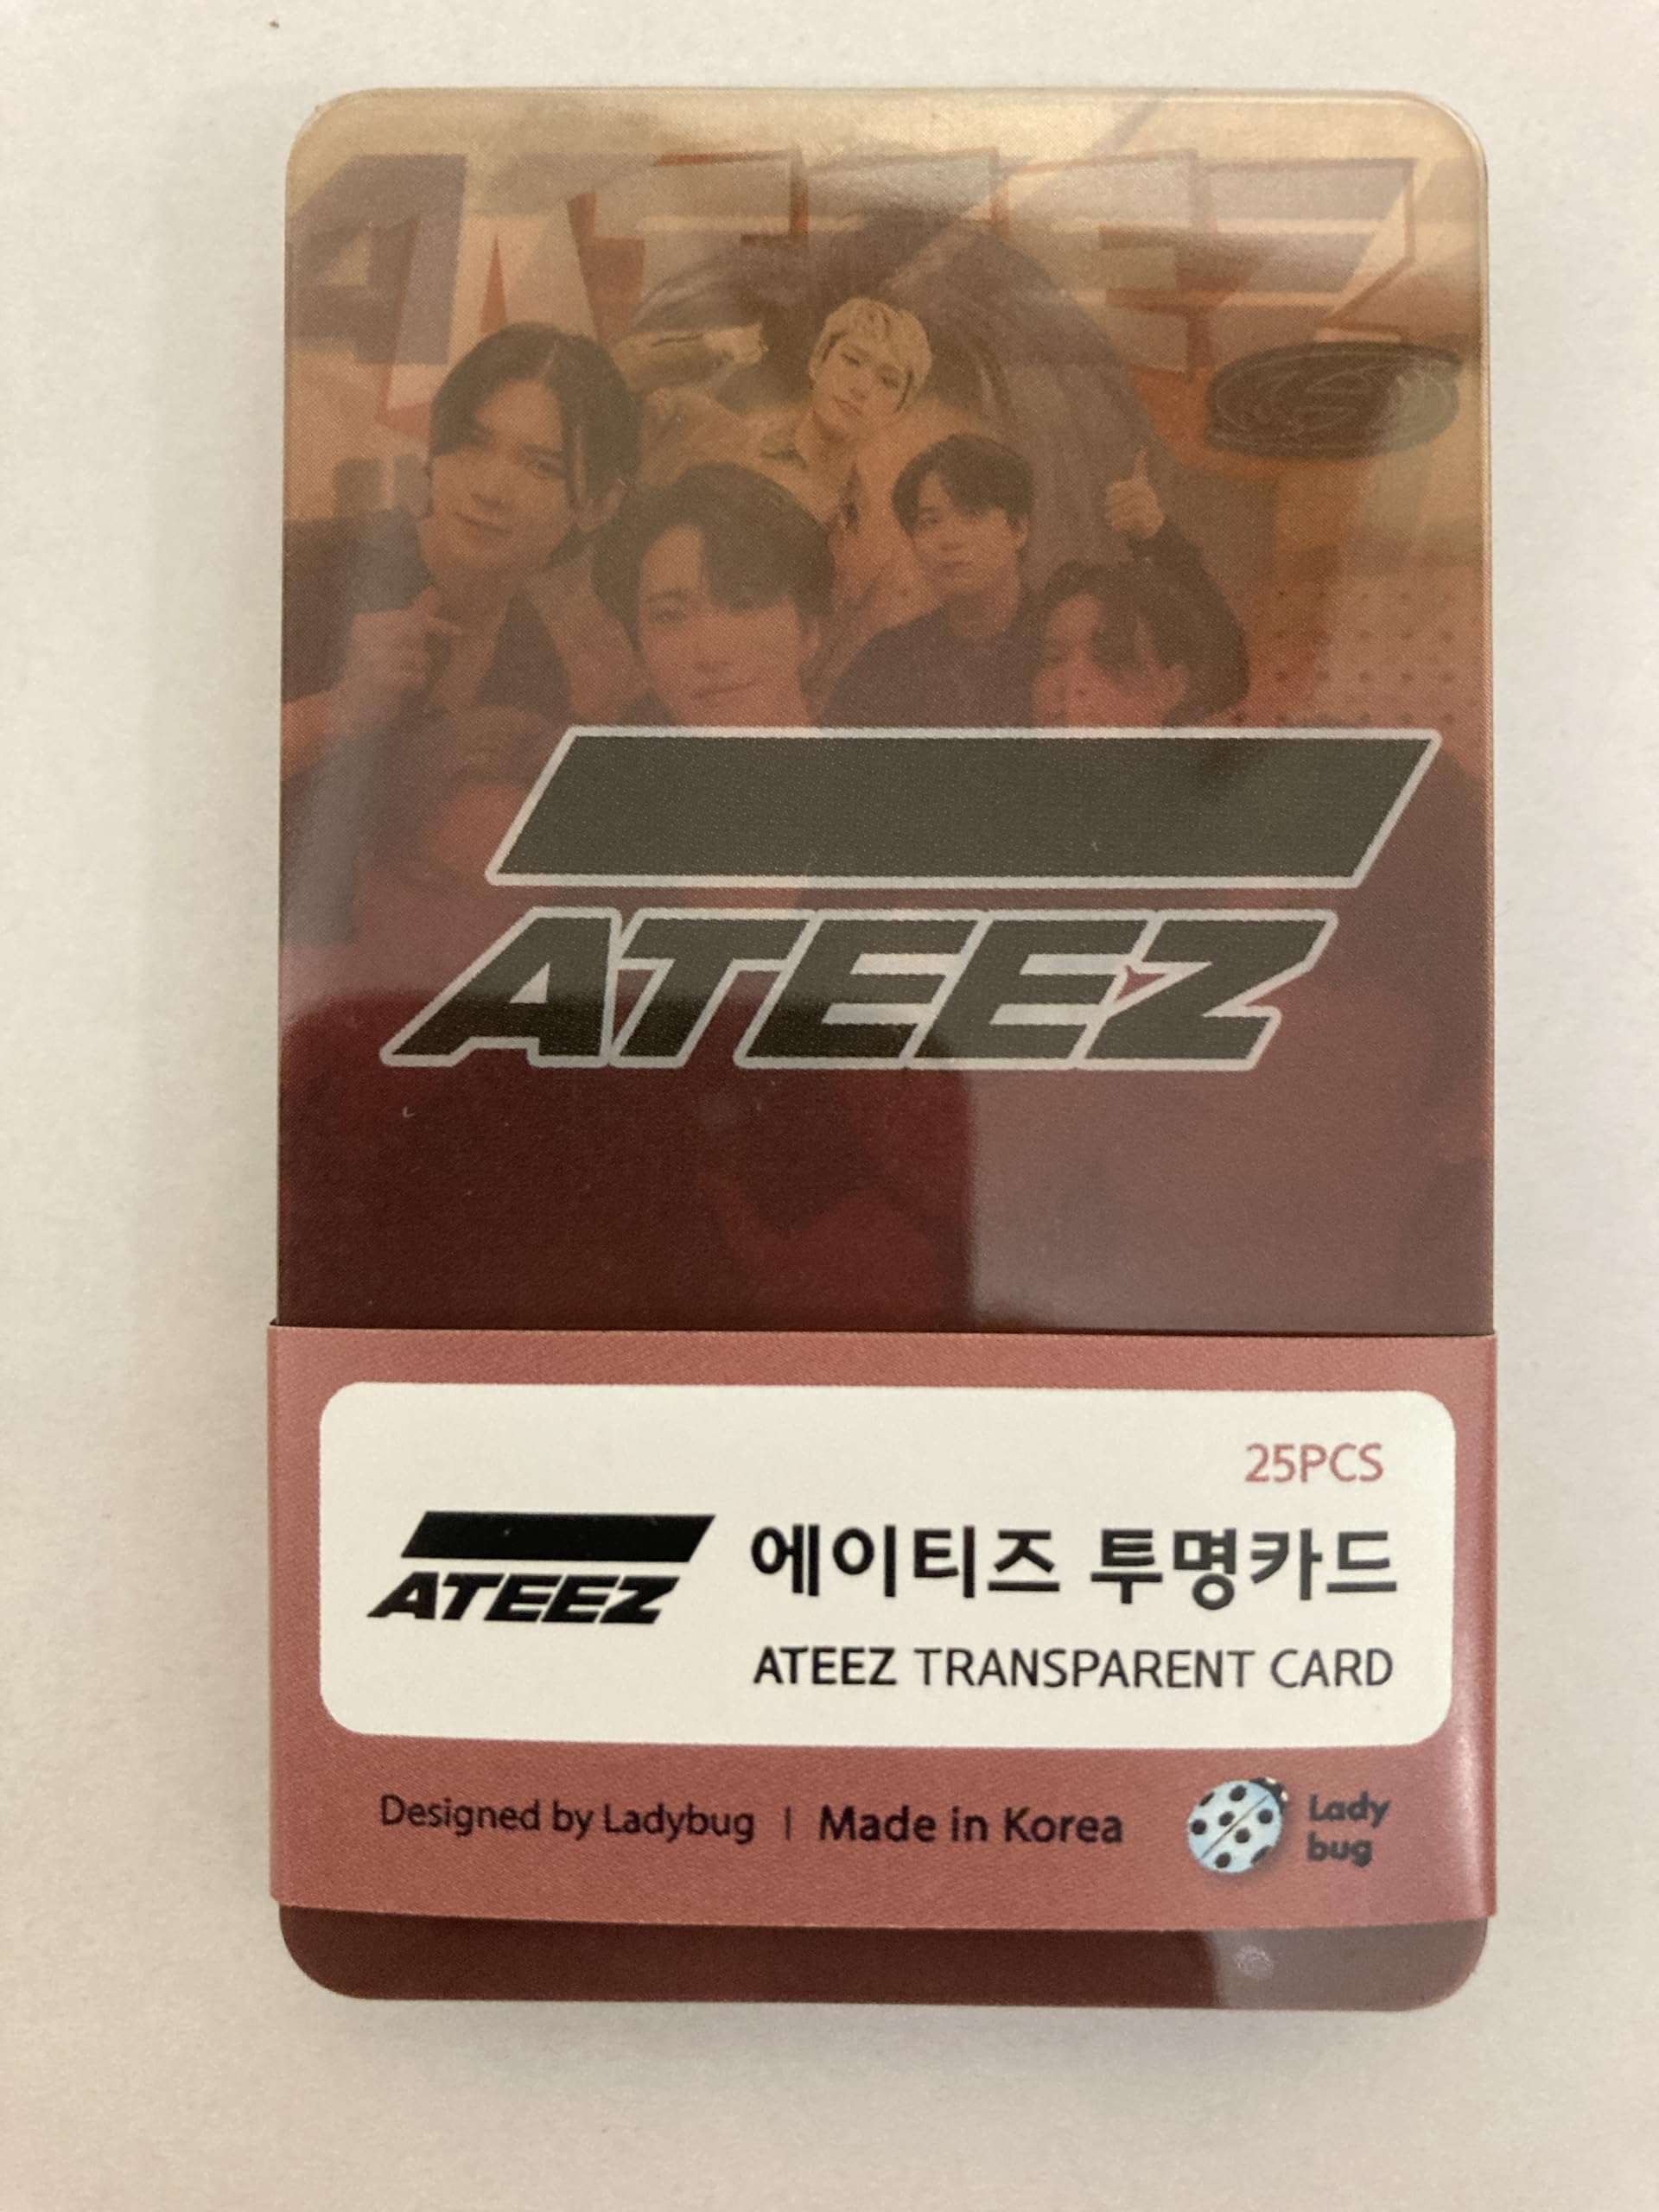 ATEEZ
ATEEZ
25PCS
ATEEZ
에이티즈 투명카드
ATEEZ TRANSPARENT CARD
Designed by Ladybug | Made in Korea
Lady
bug